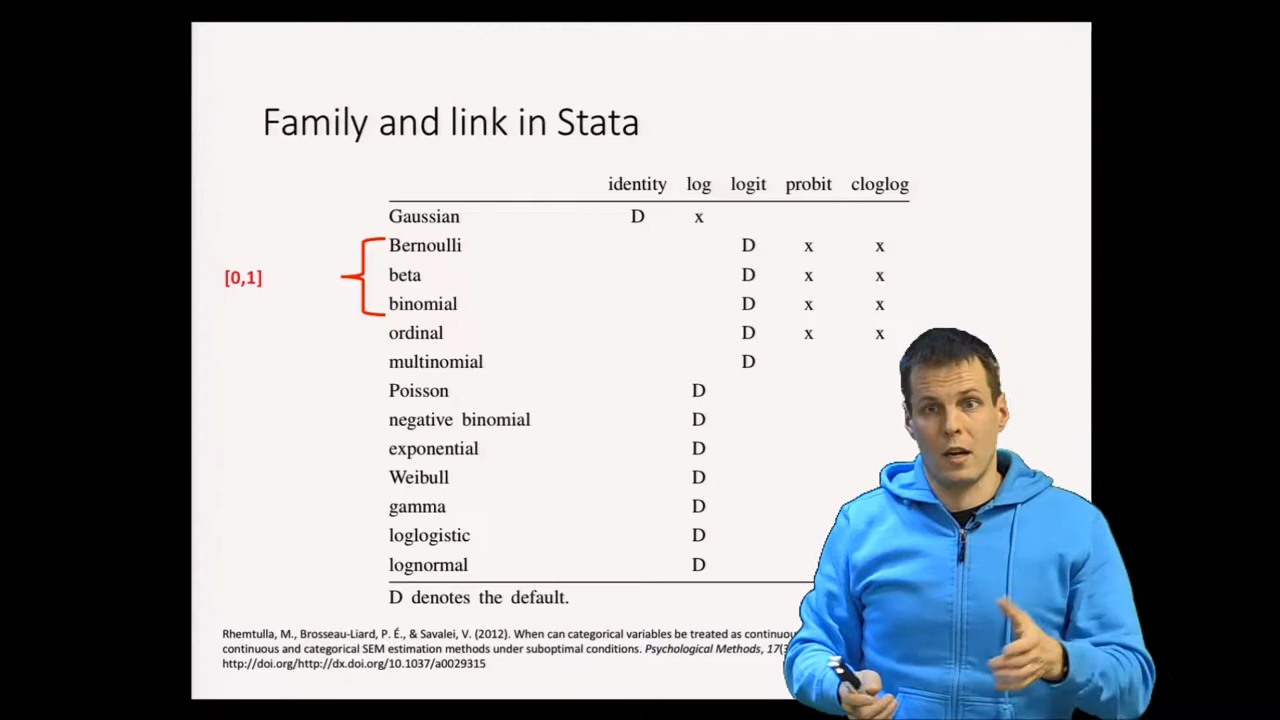 Family and link in Stata
identity log logit probit cloglog
Gaussian D x
Bernoulli D x x
[0,1]
beta D x x
binomial D x x
ordinal D x x
multinomial D
Poisson D
negative binomial D
exponential D
Weibull D
gamma D
loglogistic D
lognormal D
D denotes the default.
Rhemtulla, M., Brosseau-Liard, P. É., & Savalei, V. (2012). When can categorical variables be treated as
continuous and categorical SEM estimation methods under suboptimal conditions. Psychological Methods, 17
http://doi.org/http://dx.doi.org/10.1037/a0029315